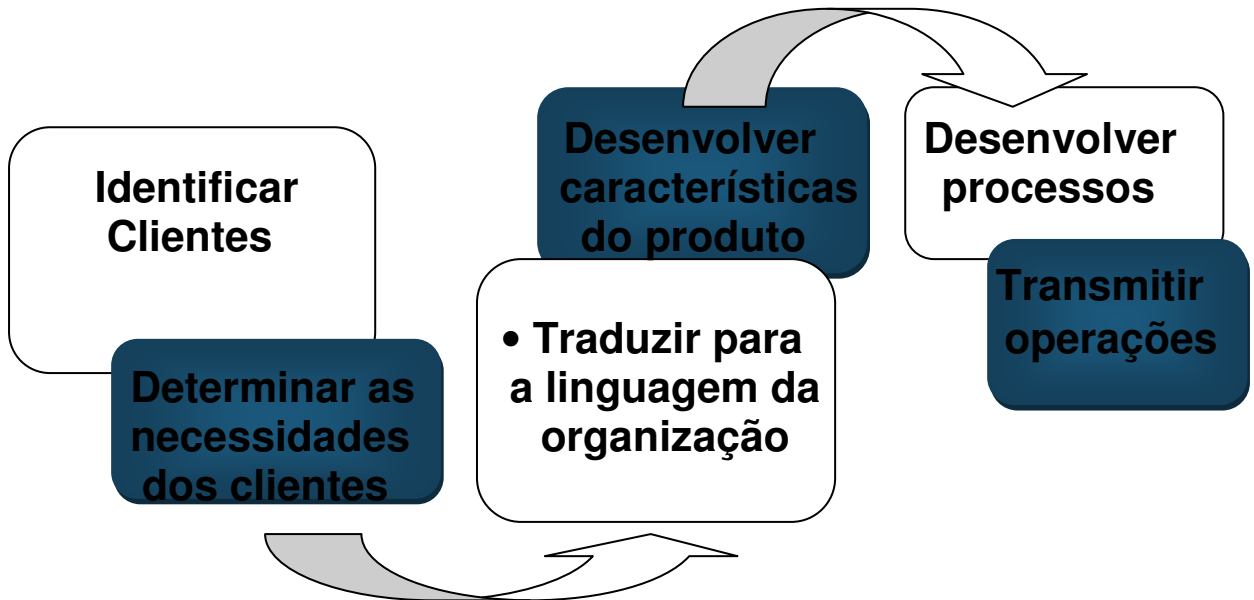 Identificar
Clientes
Determinar as
necessidades
dos clientes
• Traduzir para
a linguagem da
organização
Desenvolver
características
do produto
Desenvolver
processos
Transmitir
operações